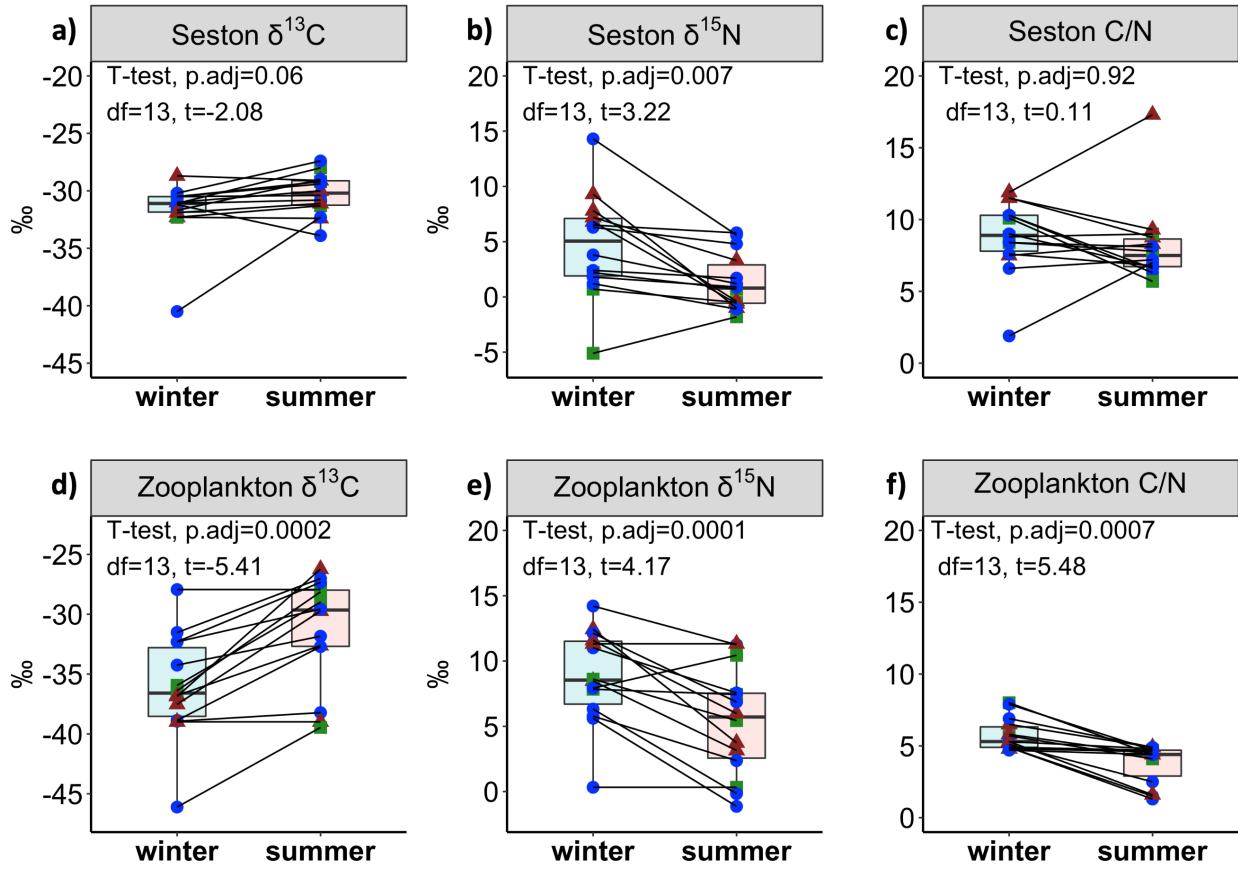 a) Seston δ¹³C
T-test, p.adj=0.06
df=13, t=-2.08
-20
-25
-30
-35
-40
-45
‰
winter summer
b) Seston δ¹⁵N
T-test, p.adj=0.007
df=13, t=3.22
20
15
10
5
0
-5
‰
winter summer
c) Seston C/N
T-test, p.adj=0.92
df=13, t=0.11
20
15
10
5
0
winter summer
d) Zooplankton δ¹³C
T-test, p.adj=0.0002
df=13, t=-5.41
-25
-30
-35
-40
-45
‰
winter summer
e) Zooplankton δ¹⁵N
T-test, p.adj=0.0001
df=13, t=4.17
20
15
10
5
0
‰
winter summer
f) Zooplankton C/N
T-test, p.adj=0.0007
df=13, t=5.48
20
15
10
5
0
winter summer